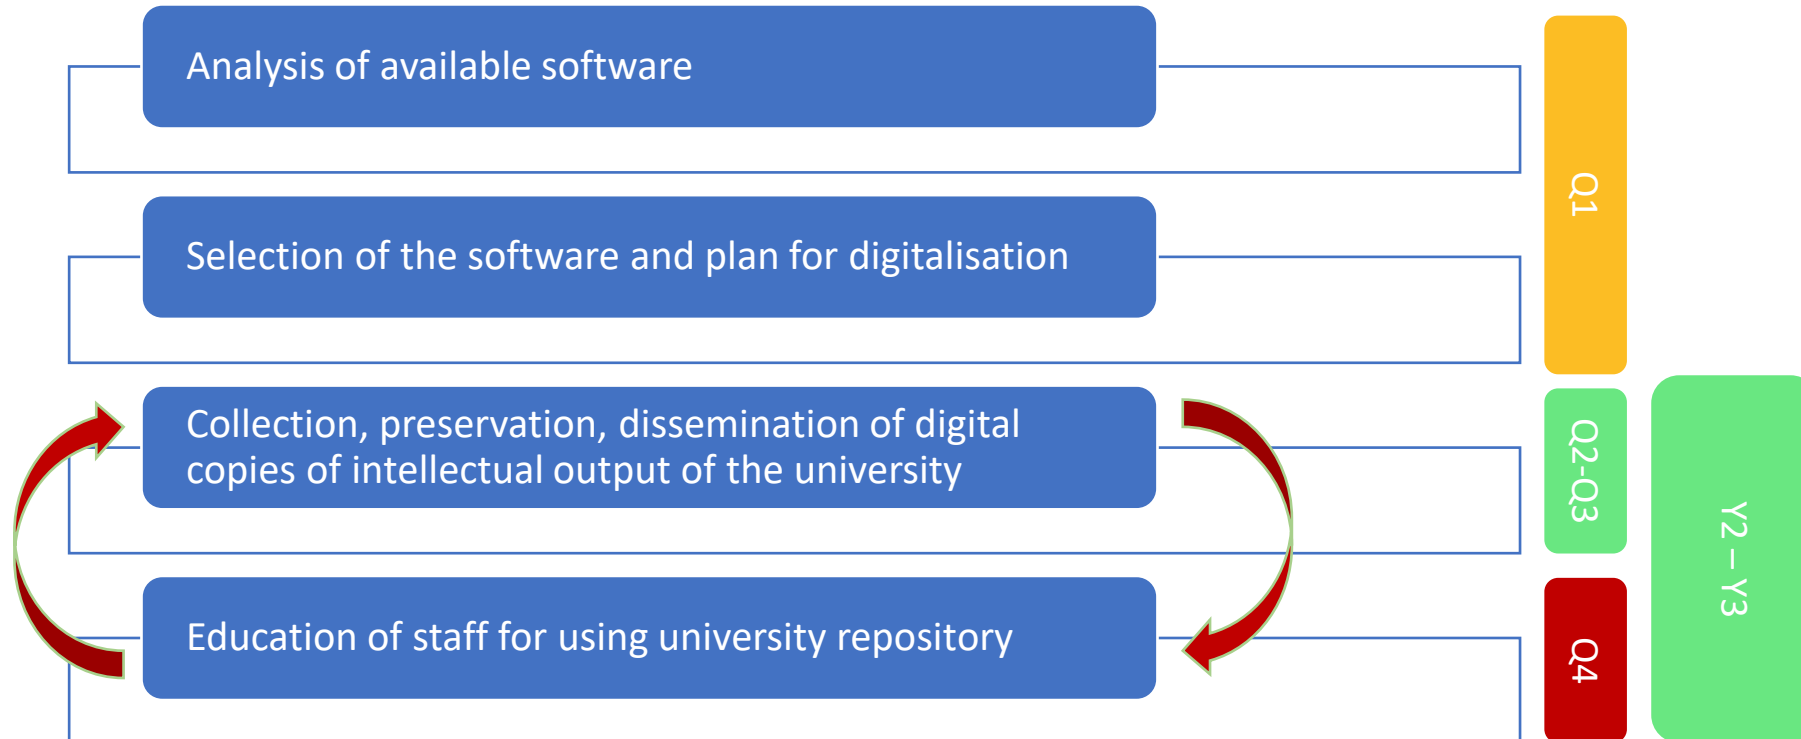 Analysis of available software
Q1
Selection of the software and plan for digitalisation
Collection, preservation, dissemination of digital
copies of intellectual output of the university
Q2-Q3
Y2 – Y3
Education of staff for using university repository
Q4